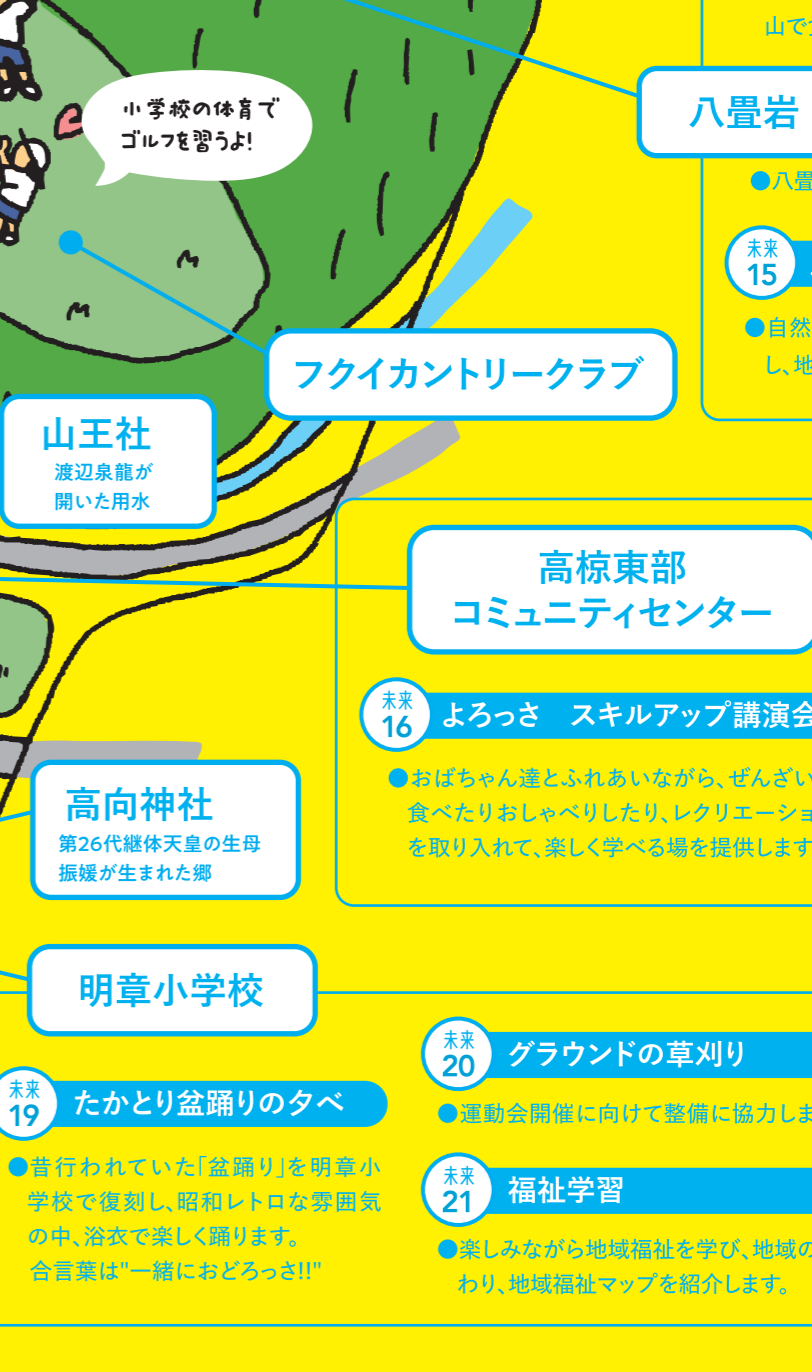 山で
小学校の体育で
ゴルフを習うよ!
八畳岩
●八畳
未来
15
●自然
し、地
フクイカントリークラブ
山王社
渡辺泉龍が
開いた用水
高椋東部
コミュニティセンター
未来
16
よろっさ　スキルアップ講演会
●おばちゃん達とふれあいながら、ぜんざい
食べたりおしゃべりしたり、レクリエーショ
を取り入れて、楽しく学べる場を提供します
高向神社
第26代継体天皇の生母
振媛が生まれた郷
明章小学校
未来
19
たかとり盆踊りの夕べ
●昔行われていた「盆踊り」を明章小
学校で復刻し、昭和レトロな雰囲気
の中、浴衣で楽しく踊ります。
合言葉は"一緒におどろっさ!!"
未来
20
グラウンドの草刈り
●運動会開催に向けて整備に協力しま
未来
21
福祉学習
●楽しみながら地域福祉を学び、地域の
わり、地域福祉マップを紹介します。